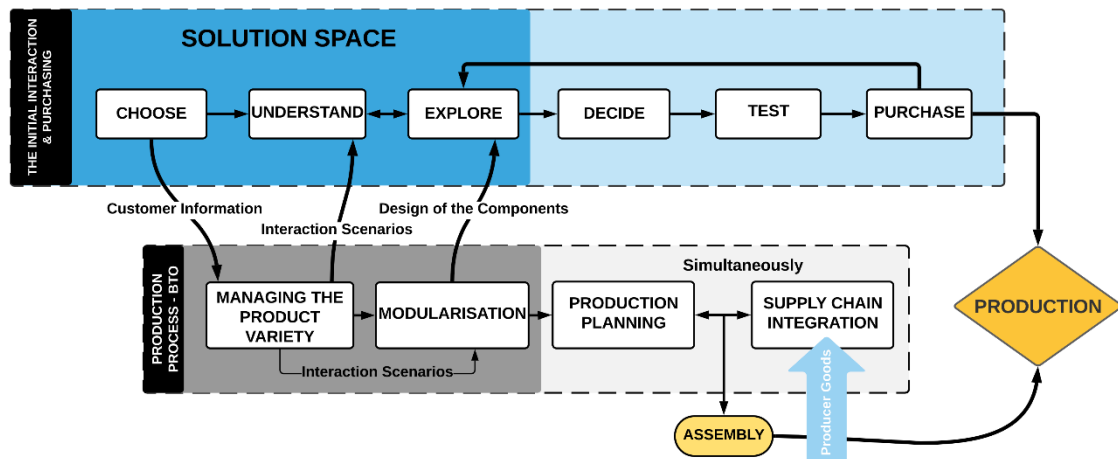 THE INITIAL INTERACTION
& PURCHASING
SOLUTION SPACE
CHOOSE
UNDERSTAND
EXPLORE
DECIDE
TEST
PURCHASE
Customer Information
Interaction Scenarios
Design of the Components
PRODUCTION
PROCESS - BTO
MANAGING THE
PRODUCT
VARIETY
MODULARISATION
Interaction Scenarios
Simultaneously
PRODUCTION
PLANNING
SUPPLY CHAIN
INTEGRATION
Producer Goods
ASSEMBLY
PRODUCTION